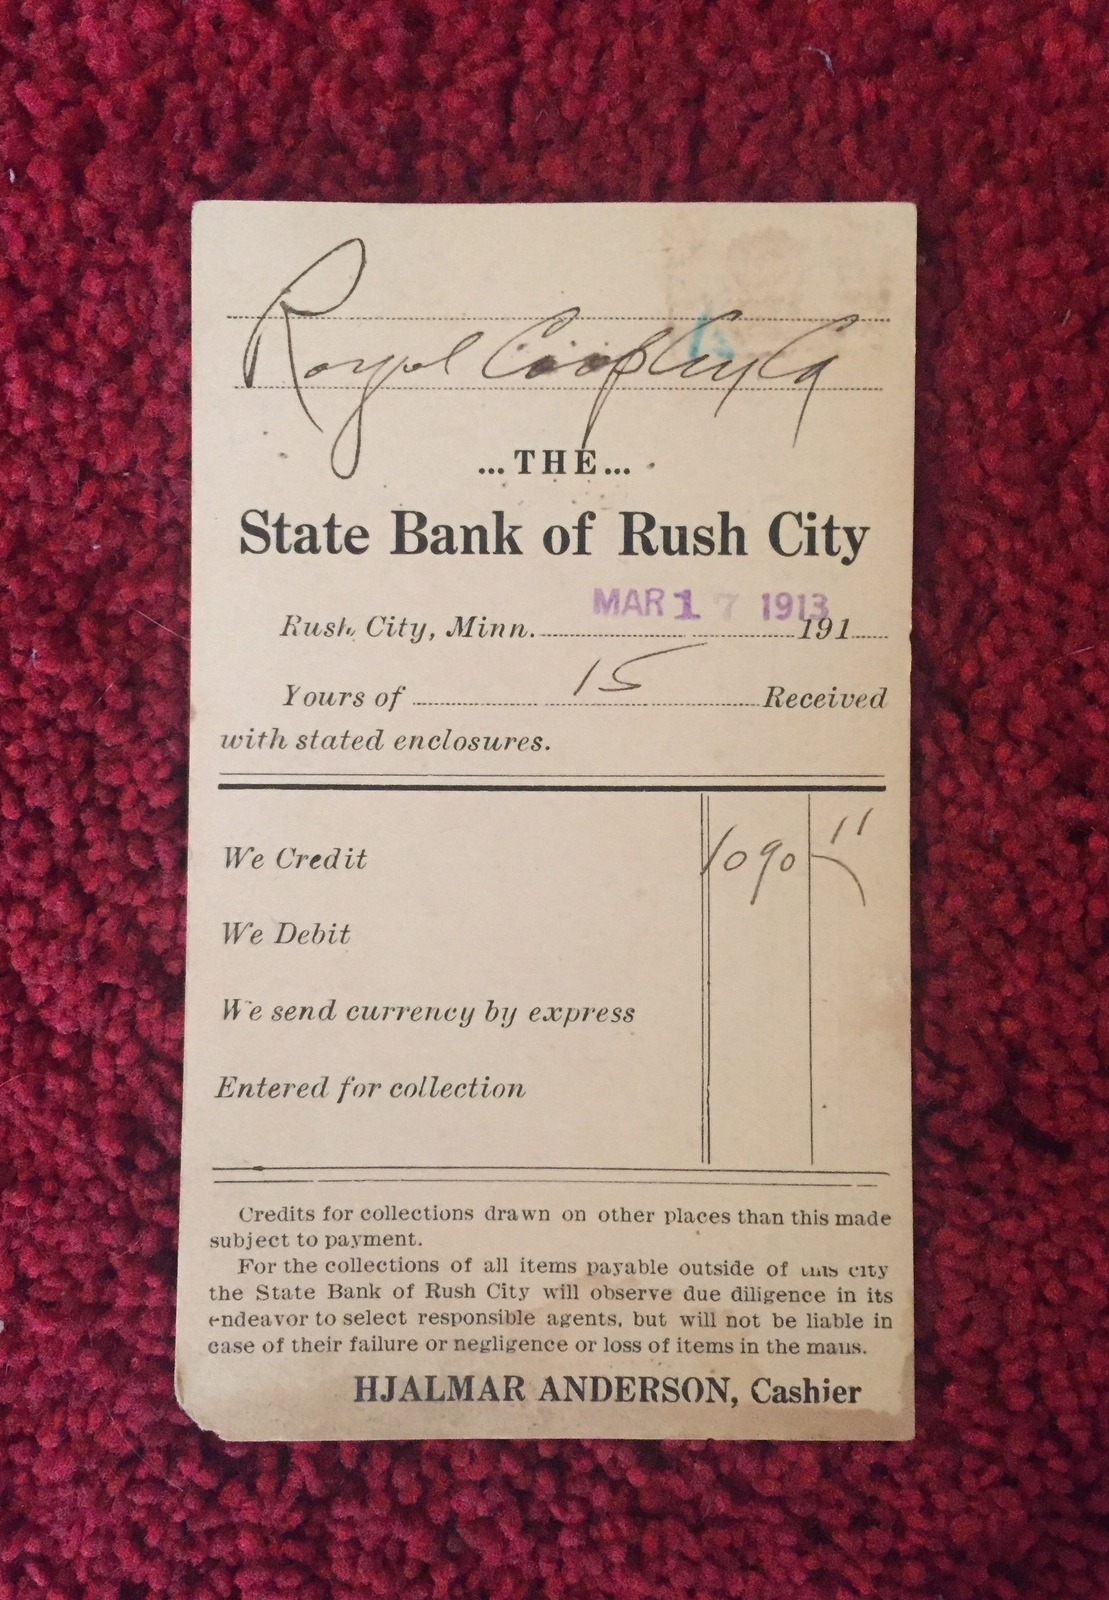 Royal
...THE...
State Bank of Rush City
MAR 17 1913
Rush City, Minn. 191
Yours of 15 Received
with stated enclosures.
We Credit 1090 11
We Debit
We send currency by express
Entered for collection
Credits for collections drawn on other places than this made
subject to payment.
For the collections of all items payable outside of this city
the State Bank of Rush City will observe due diligence in its
endeavor to select responsible agents, but will not be liable in
case of their failure or negligence or loss of items in the mails.
HJALMAR ANDERSON, Cashier